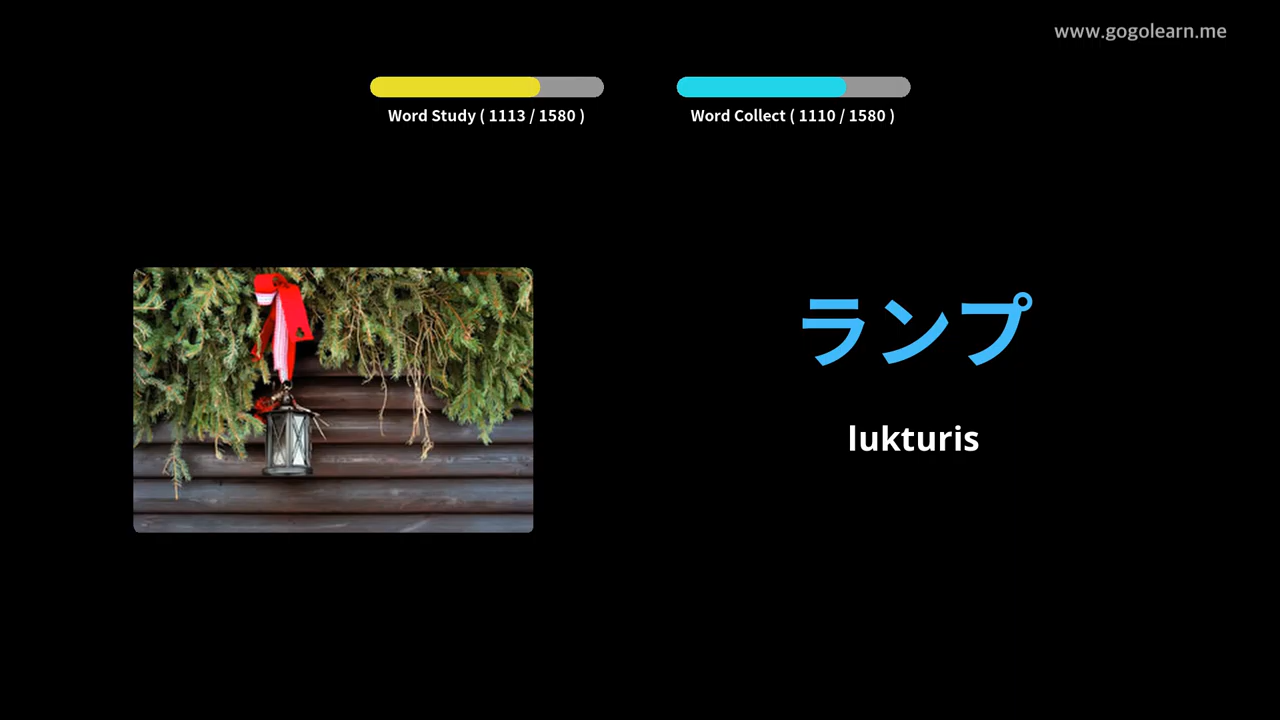 www.gogolearn.me
Word Study ( 1113 / 1580 )
Word Collect ( 1110 / 1580 )
ランプ
lukturis